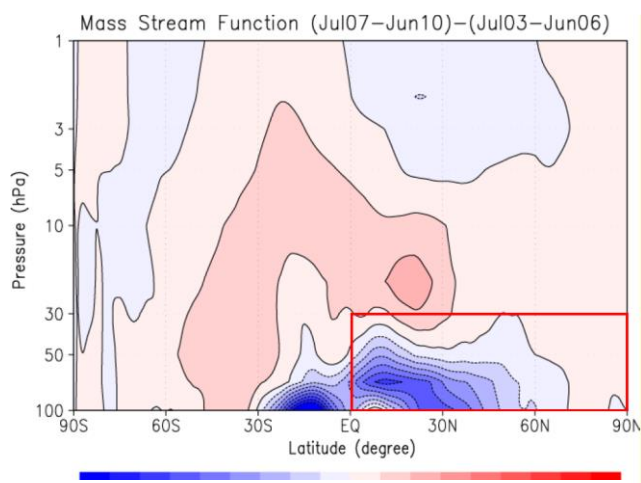 Mass Stream Function (Jul07-Jun10)-(Jul03-Jun06)
1
3
5
10
30
50
100
Pressure (hPa)
90S 60S 30S EQ 30N 60N 90N
Latitude (degree)